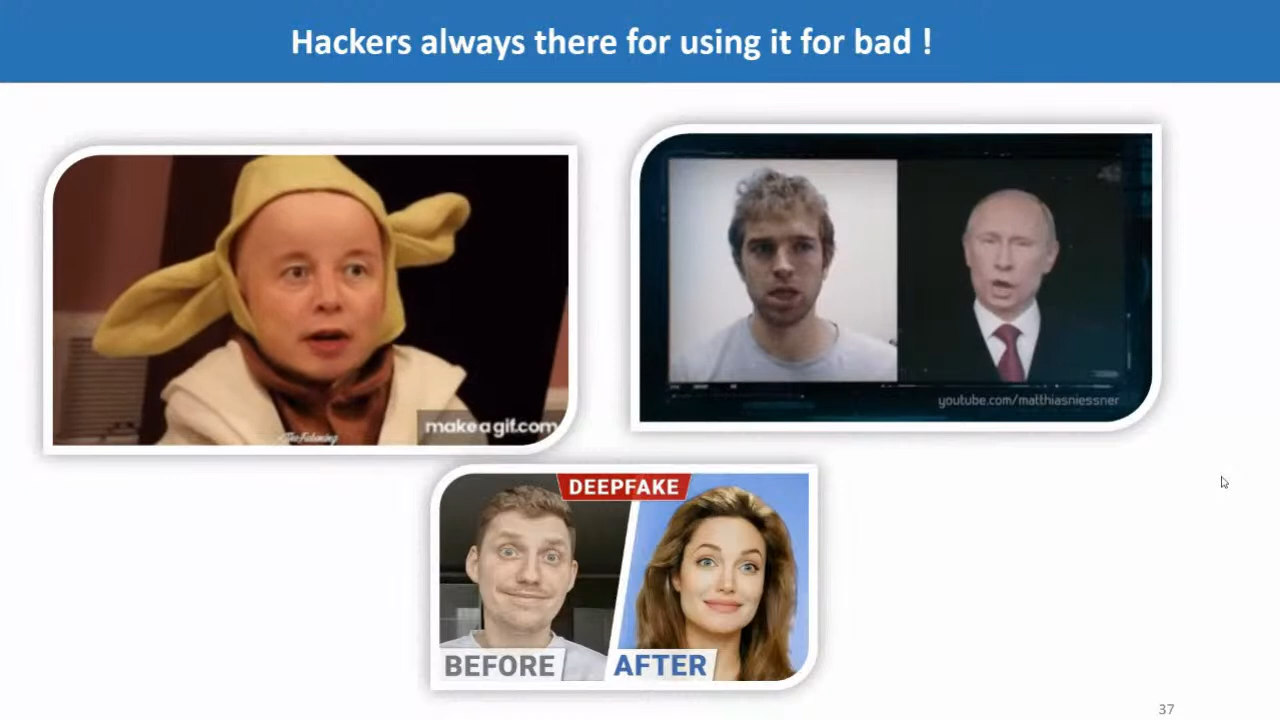 Hackers always there for using it for bad !
makeagif.com
youtube.com/matthiasniessner
DEEPFAKE
BEFORE
AFTER
37